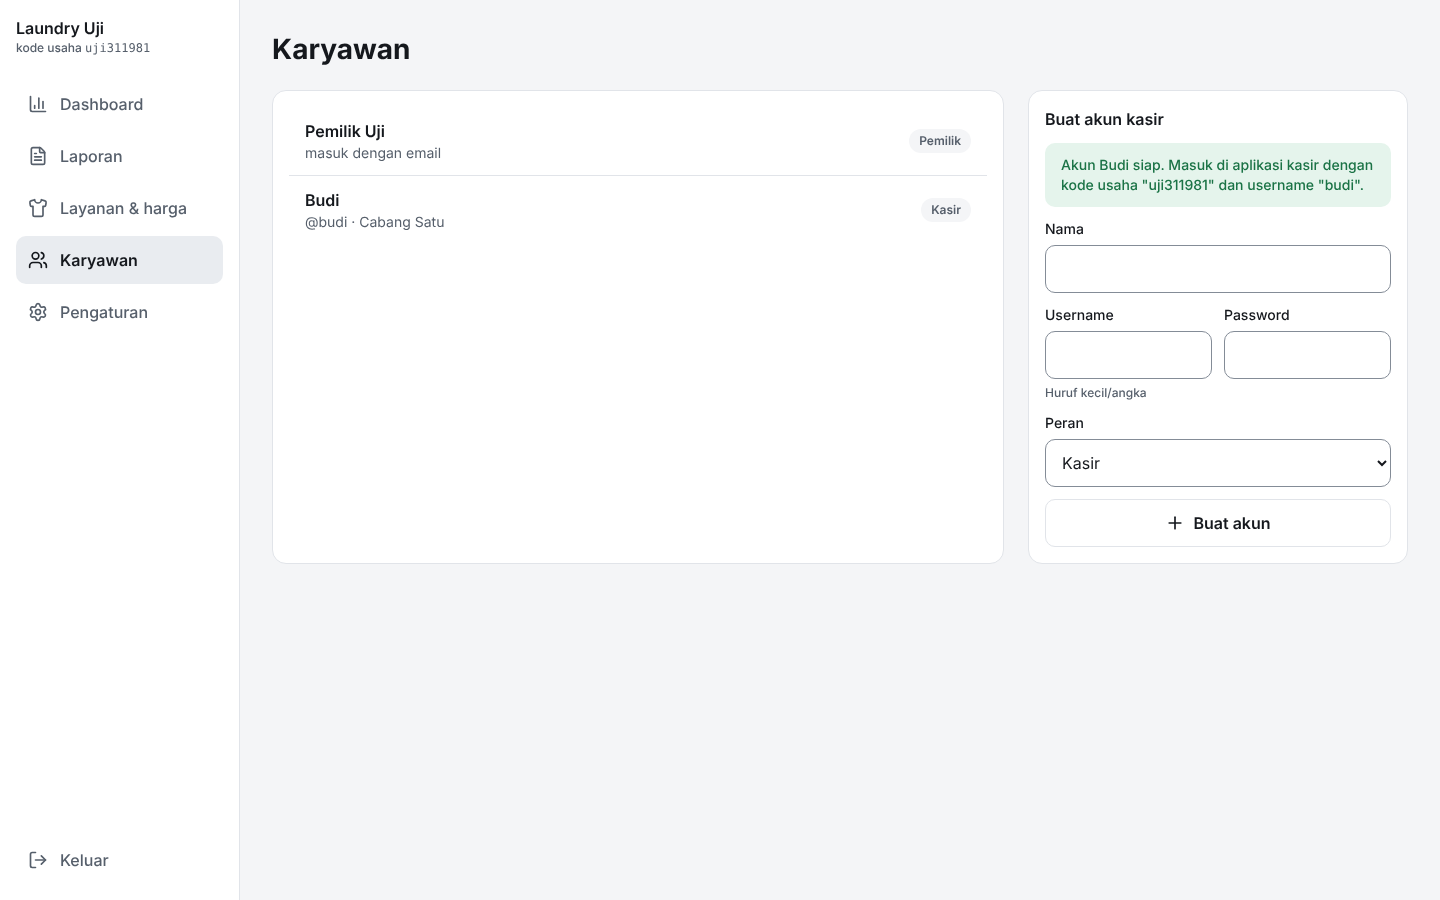 Laundry Uji
kode usaha uji311981
Dashboard
Laporan
Layanan & harga
Karyawan
Pengaturan
Keluar
Karyawan
Pemilik Uji
masuk dengan email
Pemilik
Budi
@budi · Cabang Satu
Kasir
Buat akun kasir
Akun Budi siap. Masuk di aplikasi kasir dengan
kode usaha "uji311981" dan username "budi".
Nama
Username
Password
Huruf kecil/angka
Peran
Kasir
Buat akun